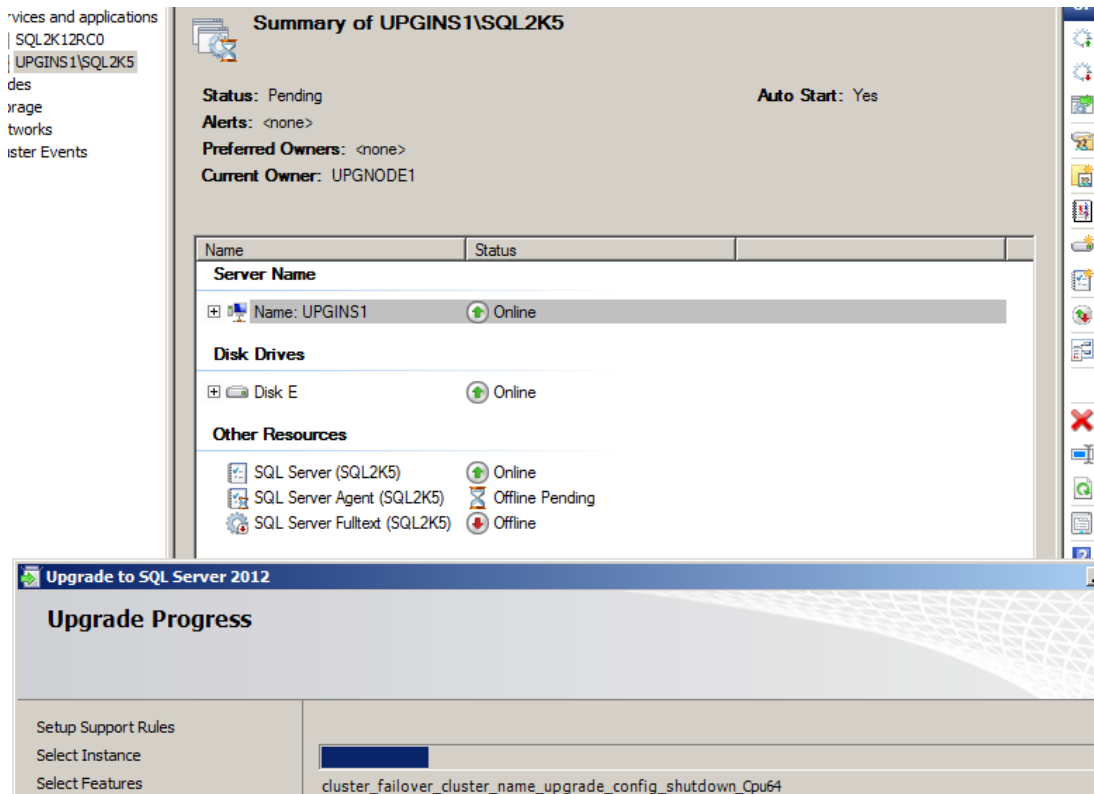 rvices and applications
SQL2K12RC0
UPGINS1\SQL2K5
des
orage
tworks
ster Events
Summary of UPGINS1\SQL2K5
Status: Pending
Auto Start: Yes
Alerts: <none>
Preferred Owners: <none>
Current Owner: UPGNODE1
Name Status
Server Name
Name: UPGINS1 Online
Disk Drives
Disk E Online
Other Resources
SQL Server (SQL2K5) Online
SQL Server Agent (SQL2K5) Offline Pending
SQL Server Fulltext (SQL2K5) Offline
Upgrade to SQL Server 2012
Upgrade Progress
Setup Support Rules
Select Instance
Select Features
cluster_failover_cluster_name_upgrade_config_shutdown_Cpu64